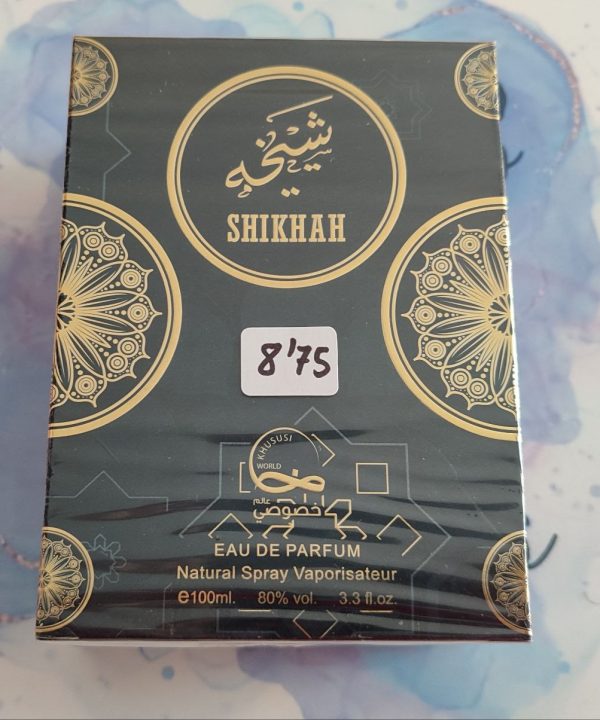 شيخه
SHIKHAH
8'75
KHUSUSI
WORLD
عالم
خصوصي
EAU DE PARFUM
Natural Spray Vaporisateur
℮100ml. 80% vol. 3.3 fl.oz.